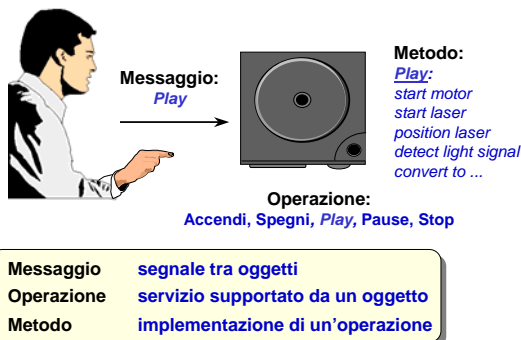 Messaggio:
Play
Metodo:
Play:
start motor
start laser
position laser
detect light signal
convert to ...
Operazione:
Accendi, Spegni, Play, Pause, Stop
Messaggio segnale tra oggetti
Operazione servizio supportato da un oggetto
Metodo implementazione di un'operazione